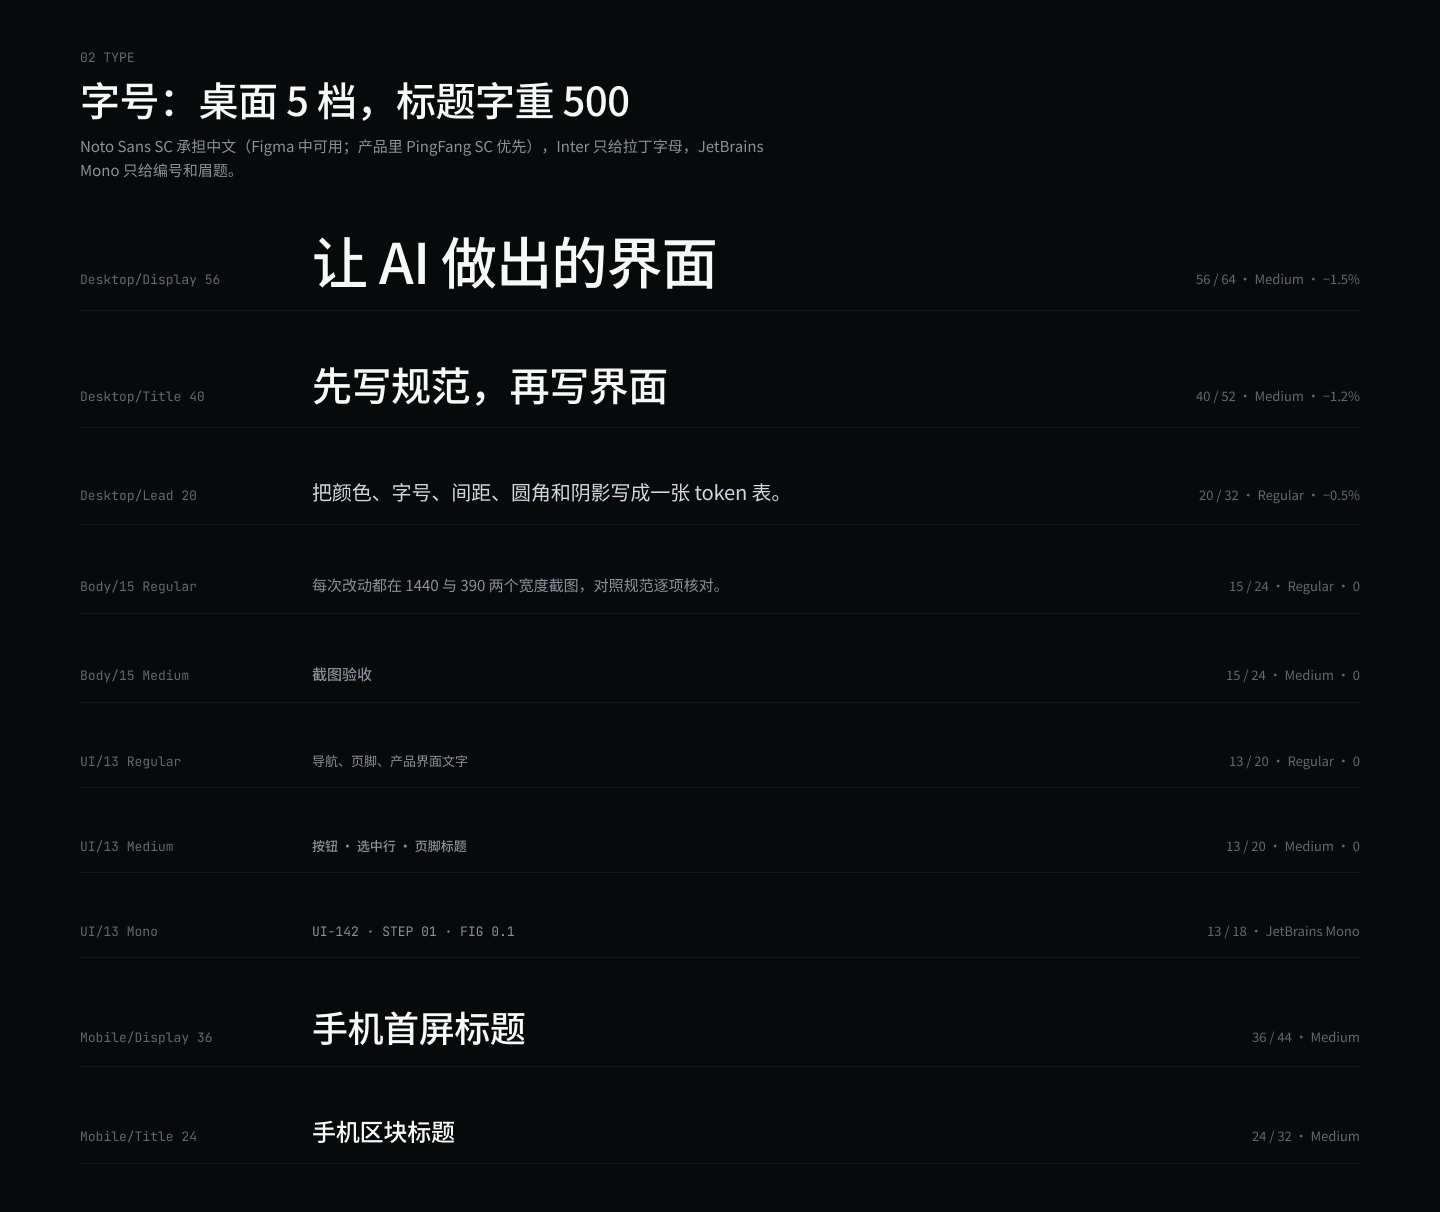 02 TYPE
字号：桌面 5 档，标题字重 500
Noto Sans SC 承担中文（Figma 中可用；产品里 PingFang SC 优先），Inter 只给拉丁字母，JetBrains
Mono 只给编号和眉题。
Desktop/Display 56 让 AI 做出的界面 56 / 64 · Medium · −1.5%
Desktop/Title 40 先写规范，再写界面 40 / 52 · Medium · −1.2%
Desktop/Lead 20 把颜色、字号、间距、圆角和阴影写成一张 token 表。 20 / 32 · Regular · −0.5%
Body/15 Regular 每次改动都在 1440 与 390 两个宽度截图，对照规范逐项核对。 15 / 24 · Regular · 0
Body/15 Medium 截图验收 15 / 24 · Medium · 0
UI/13 Regular 导航、页脚、产品界面文字 13 / 20 · Regular · 0
UI/13 Medium 按钮 · 选中行 · 页脚标题 13 / 20 · Medium · 0
UI/13 Mono UI-142 · STEP 01 · FIG 0.1 13 / 18 · JetBrains Mono
Mobile/Display 36 手机首屏标题 36 / 44 · Medium
Mobile/Title 24 手机区块标题 24 / 32 · Medium